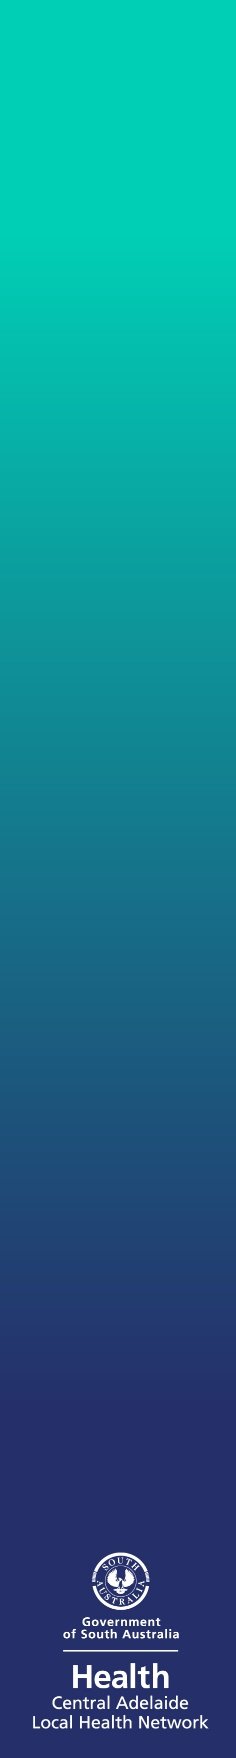 SOUTH
AUSTRALIA
Government
of South Australia
Health
Central Adelaide
Local Health Network